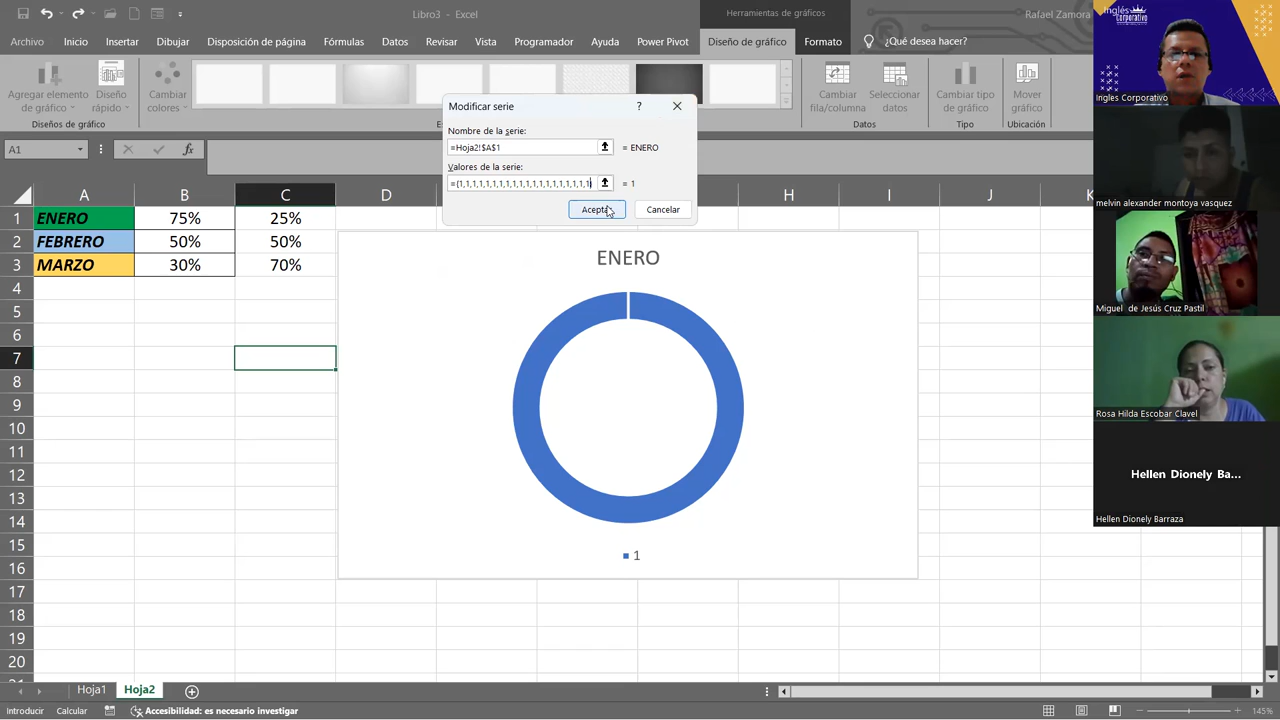 Libro3 - Excel
Herramientas de gráficos
Rafael Zamora
Archivo
Inicio
Insertar
Dibujar
Disposición de página
Fórmulas
Datos
Revisar
Vista
Programador
Ayuda
Power Pivot
Diseño de gráfico
Formato
¿Qué desea hacer?
Agregar elemento
de gráfico
Diseño
rápido
Cambiar
colores
Cambiar
fila/columna
Seleccionar
datos
Cambiar tipo
de gráfico
Mover
gráfico
Diseños de gráfico
Datos
Tipo
Ubicación
Modificar serie
?
Nombre de la serie:
=Hoja2!$A$1
= ENERO
Valores de la serie:
= 1
Cancelar
A1
fx
A B C D H I J K
1 ENERO 75% 25%
2 FEBRERO 50% 50%
3 MARZO 30% 70%
4
5
6
7
8
9
10
11
12
13
14
15
16
17
18
19
20
ENERO
1
Hoja1
Hoja2
Introducir
Calcular
Accesibilidad: es necesario investigar
145%
Inglés
Corporativo
Ingles Corporativo
melvin alexander montoya vasquez
Miguel de Jesús Cruz Pastil
Rosa Hilda Escobar Clavel
Hellen Dionely Ba...
Hellen Dionely Barraza